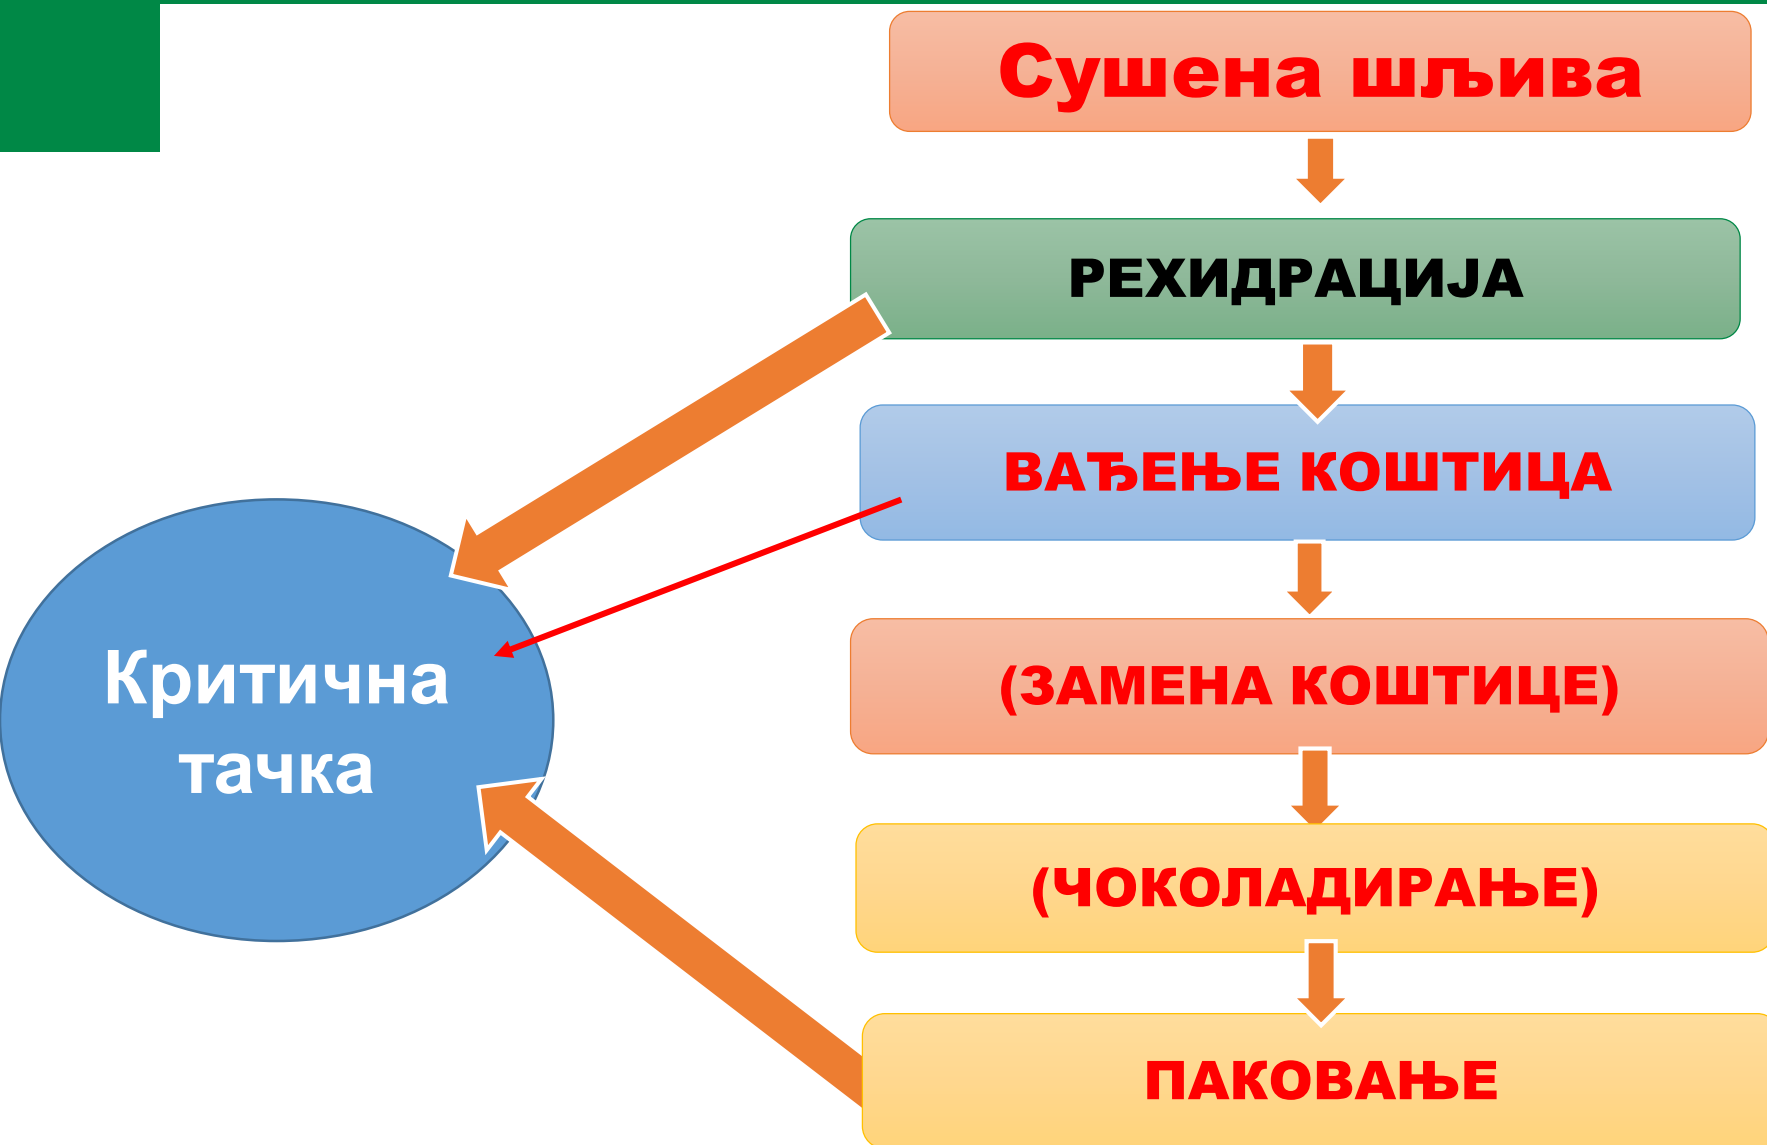 Сушена шљива
РЕХИДРАЦИЈА
ВАЂЕЊЕ КОШТИЦА
(ЗАМЕНА КОШТИЦЕ)
(ЧОКОЛАДИРАЊЕ)
ПАКОВАЊЕ
Критична
тачка